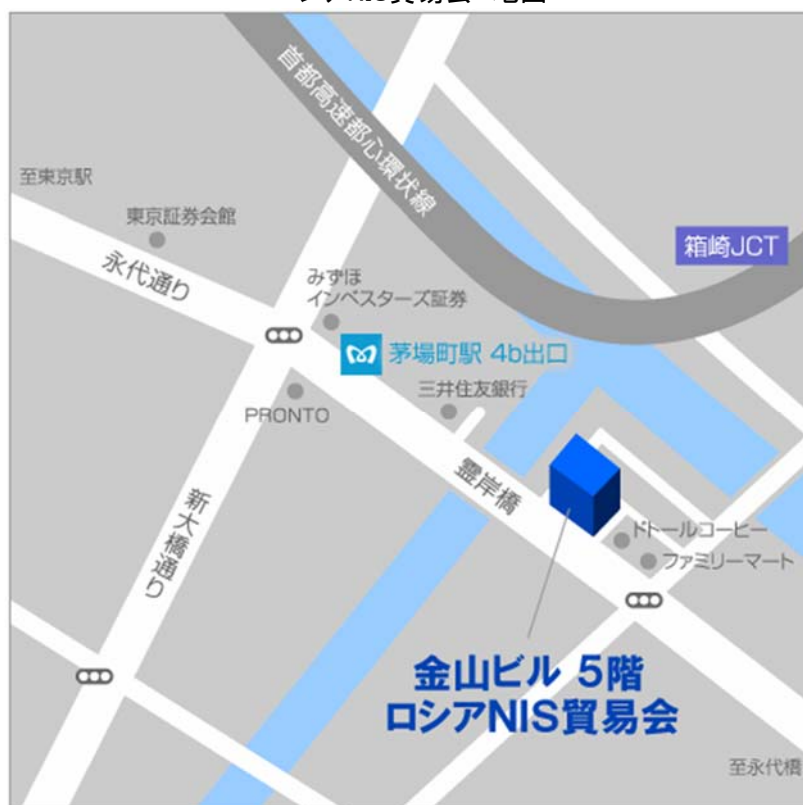 首都高速都心環状線
至東京駅
東京証券会館
永代通り
箱崎JCT
みずほ
インベスターズ証券
茅場町駅 4b出口
三井住友銀行
PRONTO
霊岸橋
新大橋通り
ドトールコーヒー
ファミリーマート
金山ビル 5階
ロシアNIS貿易会
至永代橋